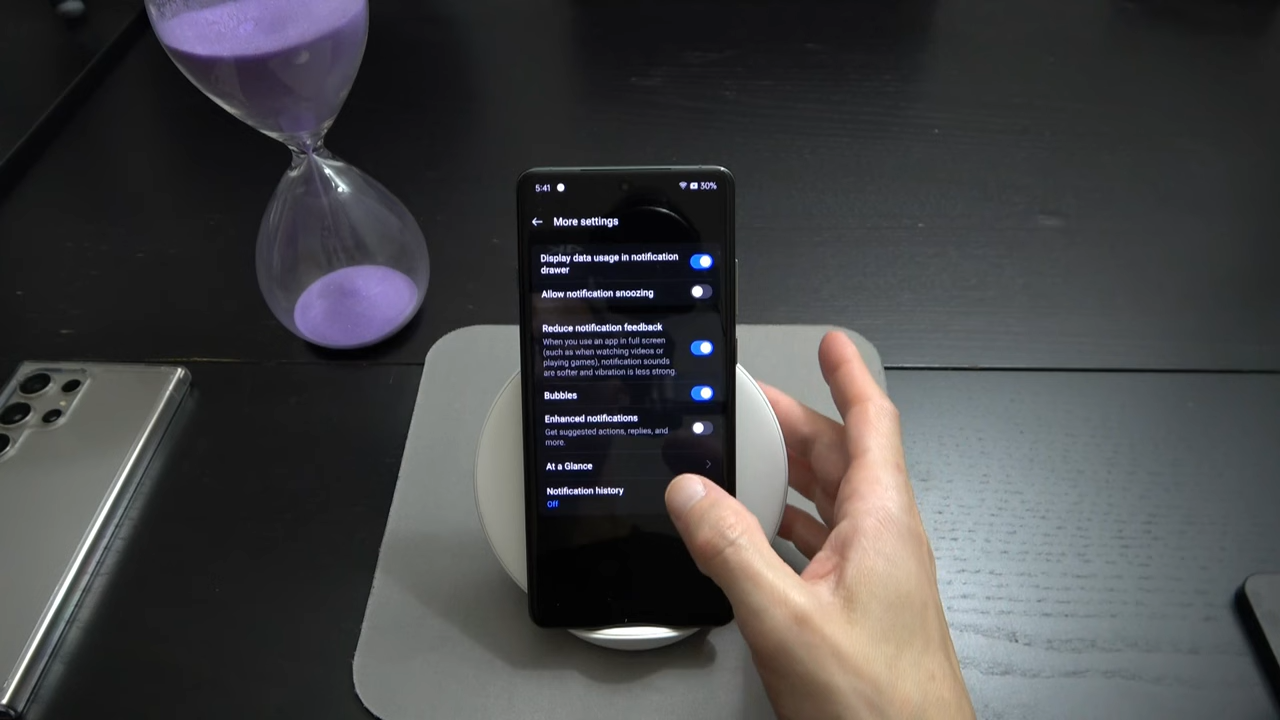 5:41
30%
More settings
Display data usage in notification
drawer
Allow notification snoozing
Reduce notification feedback
When you use an app in full screen
(such as when watching videos or
playing games), notification sounds
are softer and vibration is less strong.
Bubbles
Enhanced notifications
Get suggested actions, replies, and
more.
At a Glance
Notification history
Off